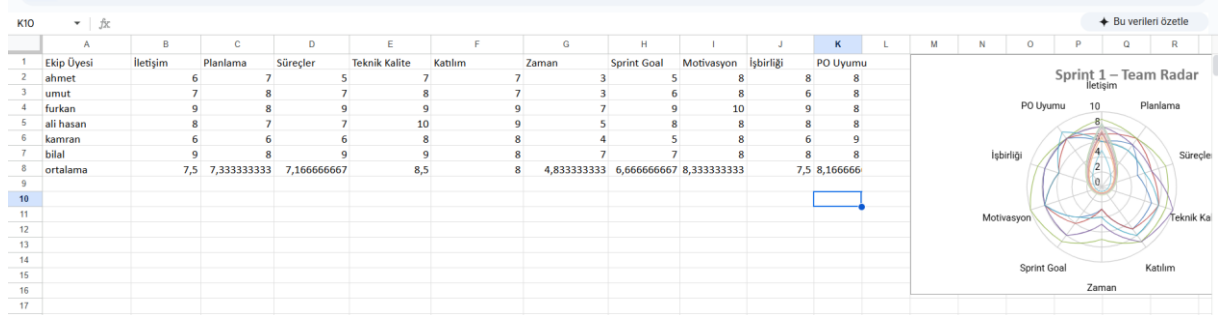 K10 fx Bu verileri özetle
A B C D E F G H I J K L M N O P Q R
1 Ekip Üyesi İletişim Planlama Süreçler Teknik Kalite Katılım Zaman Sprint Goal Motivasyon İşbirliği PO Uyumu
2 ahmet 6 7 5 7 7 3 5 8 8 8
3 umut 7 8 7 8 7 3 6 8 6 8
4 furkan 9 8 9 9 9 7 9 10 9 8
5 ali hasan 8 7 7 10 9 5 8 8 8 8
6 kamran 6 6 6 8 8 4 5 8 6 9
7 bilal 9 8 9 9 8 7 7 8 8 8
8 ortalama 7,5 7,333333333 7,166666667 8,5 8 4,833333333 6,666666667 8,333333333 7,5 8,166666
9
10
11
12
13
14
15
16
17
Sprint 1 – Team Radar
İletişim
PO Uyumu 10 Planlama
8
İşbirliği 4 Süreçle
2
0
Motivasyon Teknik Kal
Sprint Goal Katılım
Zaman